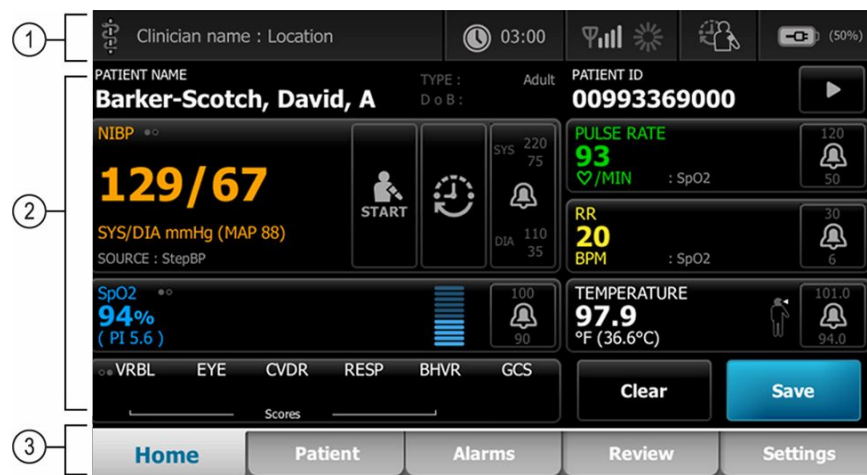 1
Clinician name : Location
03:00
(50%)
2
PATIENT NAME
Barker-Scotch, David, A
TYPE : Adult
D o B :
PATIENT ID
00993369000
NIBP
129/67
SYS/DIA mmHg (MAP 88)
SOURCE : StepBP
START
SYS 220
75
DIA 110
35
PULSE RATE
93
/MIN : SpO2
120
50
RR
20
BPM : SpO2
30
6
SpO2
94%
( PI 5.6 )
100
90
TEMPERATURE
97.9
°F (36.6°C)
101.0
94.0
VRBL EYE CVDR RESP BHVR GCS
Scores
Clear
Save
3
Home Patient Alarms Review Settings